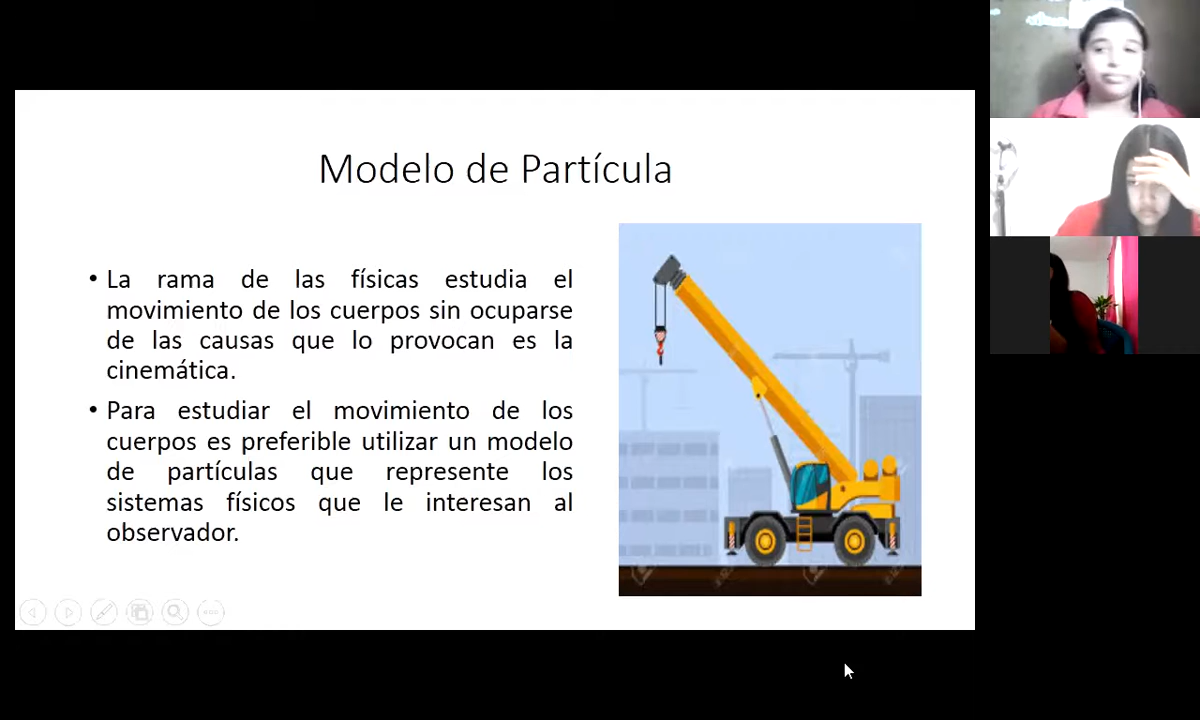 Modelo de Partícula
• La rama de las físicas estudia el
movimiento de los cuerpos sin ocuparse
de las causas que lo provocan es la
cinemática.
• Para estudiar el movimiento de los
cuerpos es preferible utilizar un modelo
de partículas que represente los
sistemas físicos que le interesan al
observador.